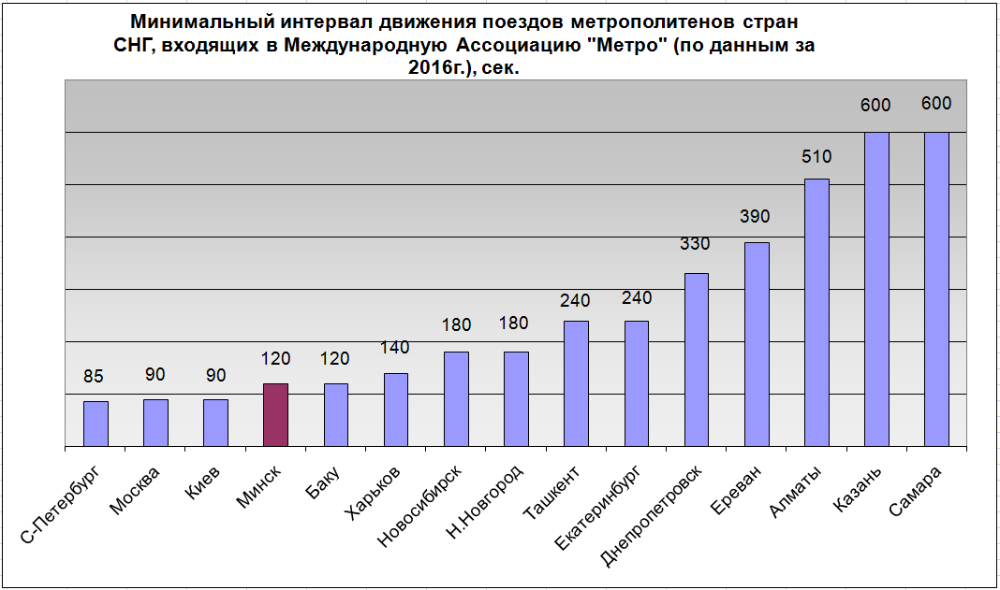 Минимальный интервал движения поездов метрополитенов стран
СНГ, входящих в Международную Ассоциацию "Метро" (по данным за
2016г.), сек.
85
90
90
120
120
140
180
180
240
240
330
390
510
600
600
С-Петербург
Москва
Киев
Минск
Баку
Харьков
Новосибирск
Н.Новгород
Ташкент
Екатеринбург
Днепропетровск
Ереван
Алматы
Казань
Самара